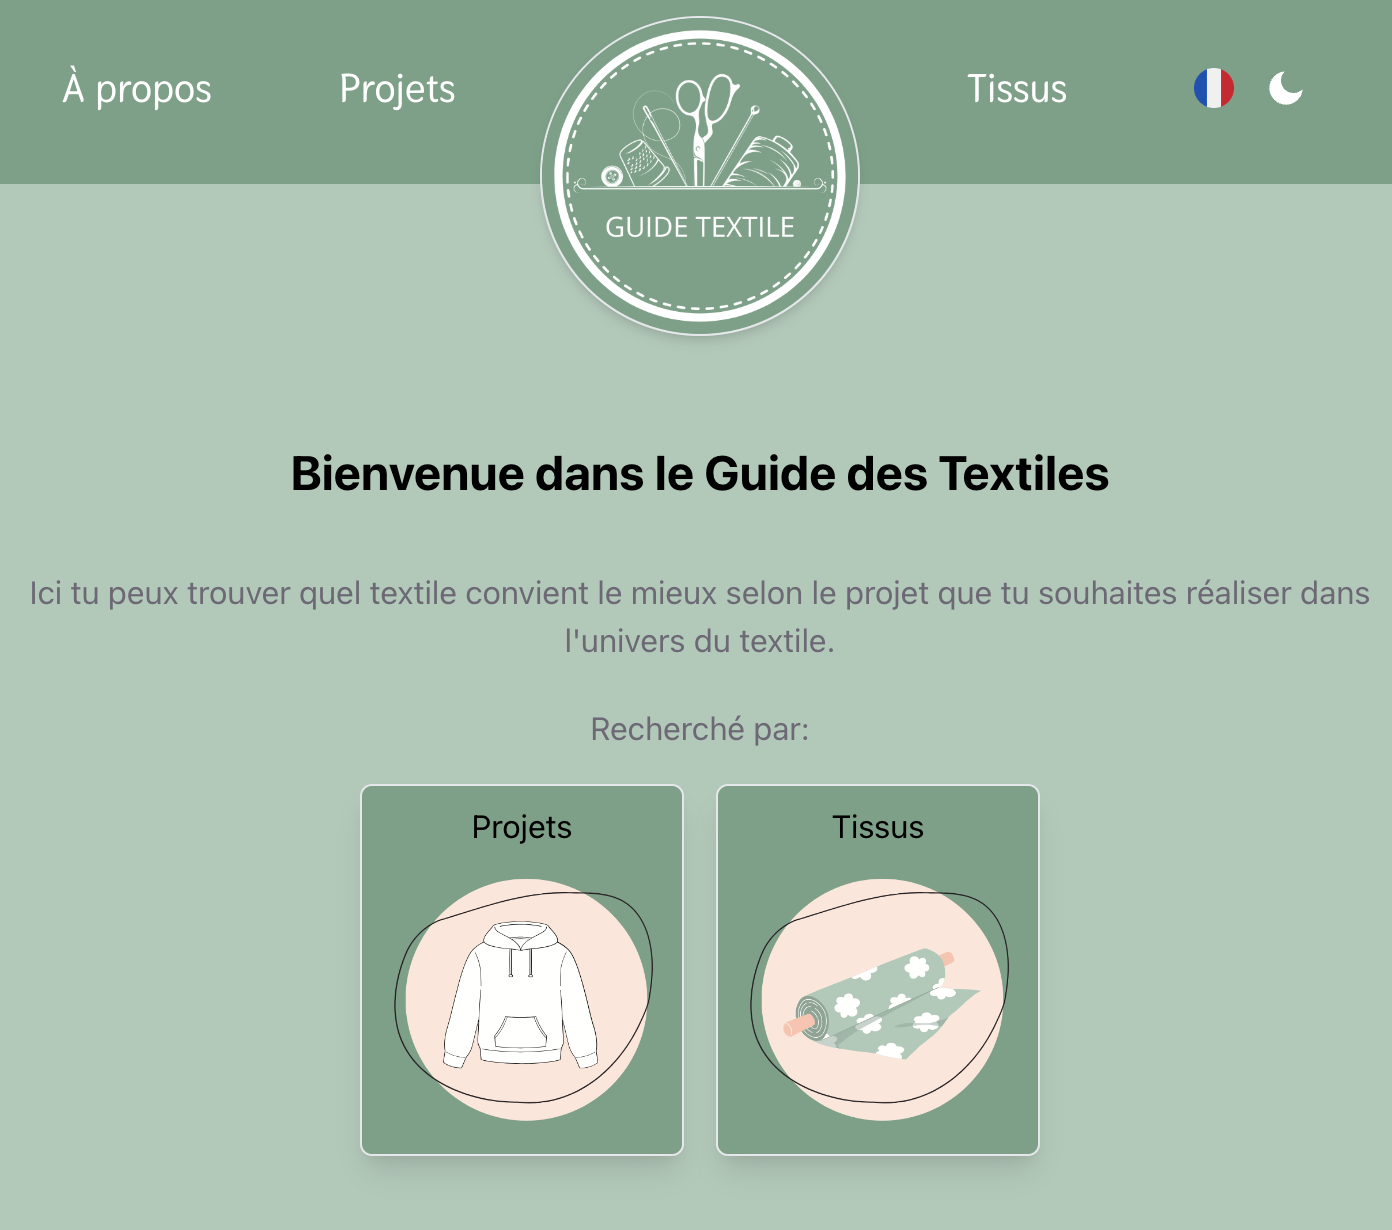 À propos
Projets
Tissus
GUIDE TEXTILE
Bienvenue dans le Guide des Textiles
Ici tu peux trouver quel textile convient le mieux selon le projet que tu souhaites réaliser dans
l'univers du textile.
Recherché par:
Projets
Tissus